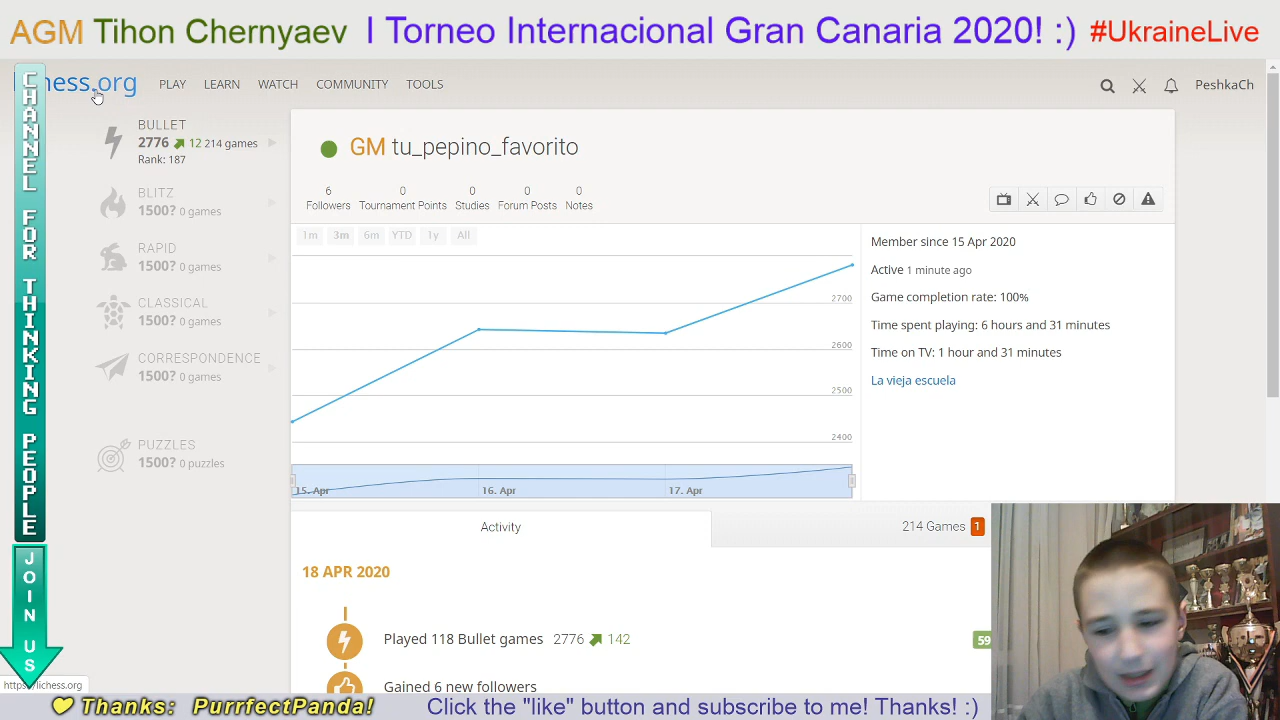 AGM Tihon Chernyaev I Torneo Internacional Gran Canaria 2020! :) #UkraineLive
hess.org PLAY LEARN WATCH COMMUNITY TOOLS PeshkaCh
CHANNEL FOR THINKING PEOPLE
JOIN US
BULLET
2776 12 214 games
Rank: 187
BLITZ
1500? 0 games
RAPID
1500? 0 games
CLASSICAL
1500? 0 games
CORRESPONDENCE
1500? 0 games
PUZZLES
1500? 0 puzzles
GM tu_pepino_favorito
6 0 0 0 0
Followers Tournament Points Studies Forum Posts Notes
1m 3m 6m YTD 1y All
2700
2600
2500
2400
15. Apr 16. Apr 17. Apr
Member since 15 Apr 2020
Active 1 minute ago
Game completion rate: 100%
Time spent playing: 6 hours and 31 minutes
Time on TV: 1 hour and 31 minutes
La vieja escuela
Activity 214 Games 1
18 APR 2020
Played 118 Bullet games 2776 142 59
Gained 6 new followers
https://lichess.org
Thanks: PurrfectPanda! Click the "like" button and subscribe to me! Thanks! :)